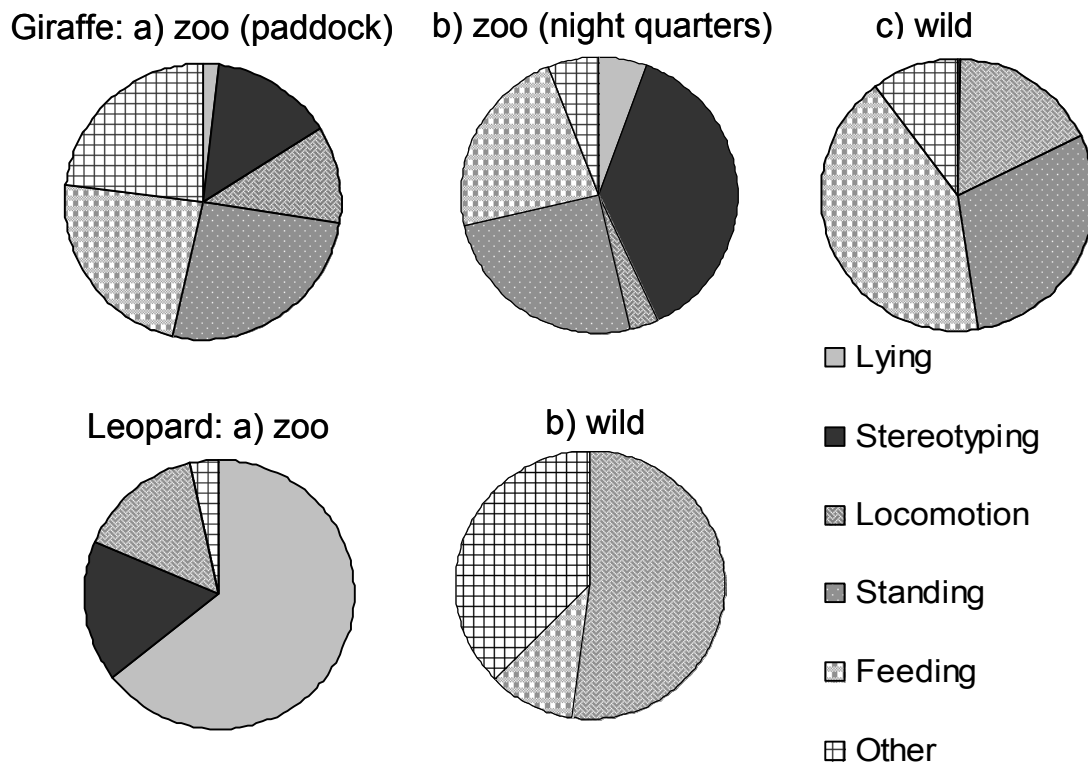 Giraffe: a) zoo (paddock)
b) zoo (night quarters)
c) wild
Leopard: a) zoo
b) wild
Lying
Stereotyping
Locomotion
Standing
Feeding
Other